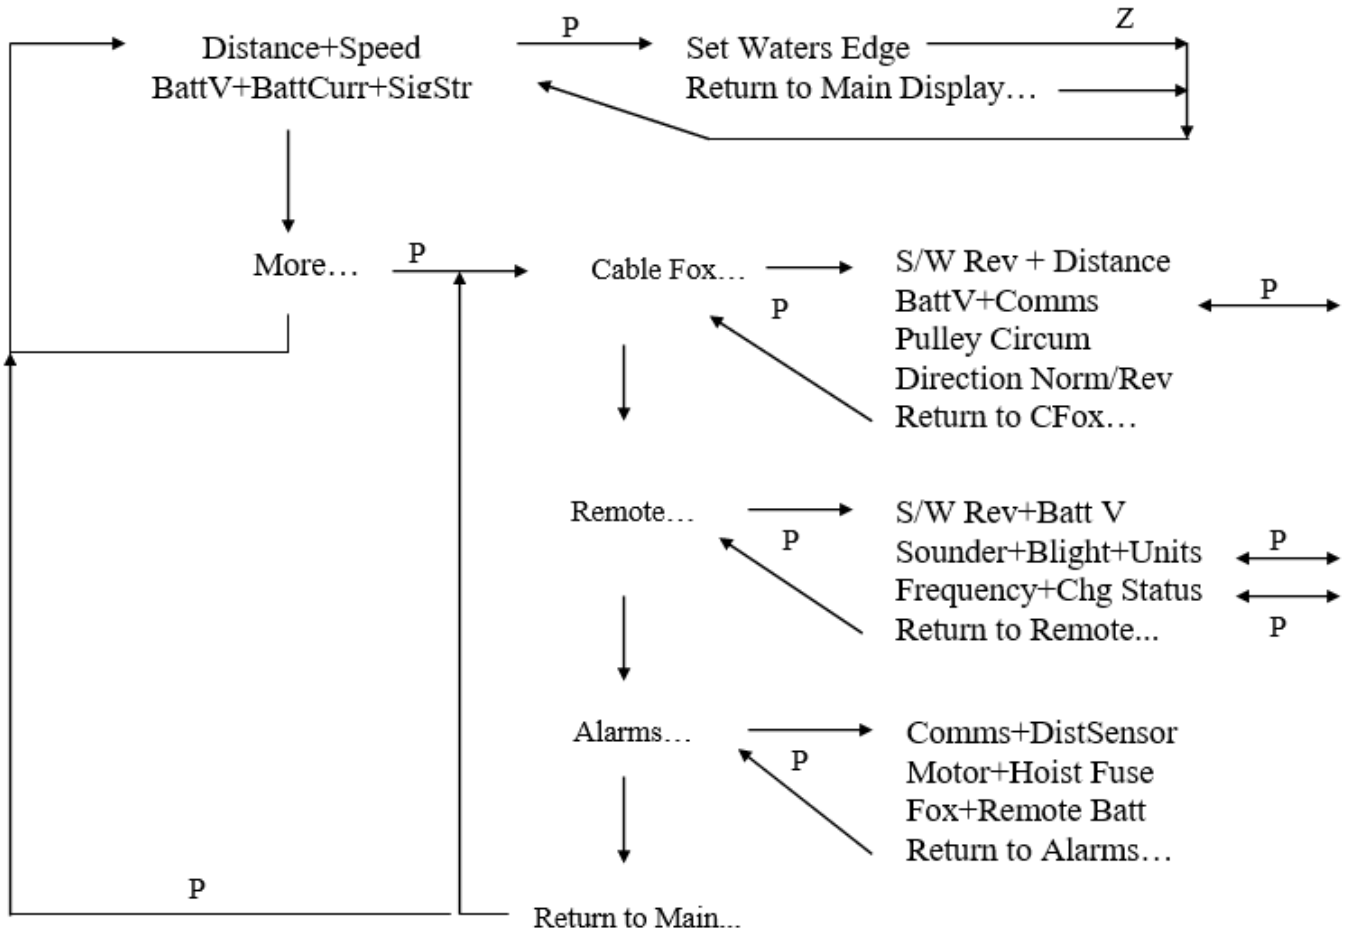 P
Z
Distance+Speed
Set Waters Edge
BattV+BattCurr+SigStr
Return to Main Display…
More…
P
Cable Fox…
P
S/W Rev + Distance
BattV+Comms
P
Pulley Circum
Direction Norm/Rev
Return to CFox…
Remote…
P
S/W Rev+Batt V
Sounder+Blight+Units
P
Frequency+Chg Status
Return to Remote...
P
Alarms…
P
Comms+DistSensor
Motor+Hoist Fuse
Fox+Remote Batt
Return to Alarms…
P
Return to Main...